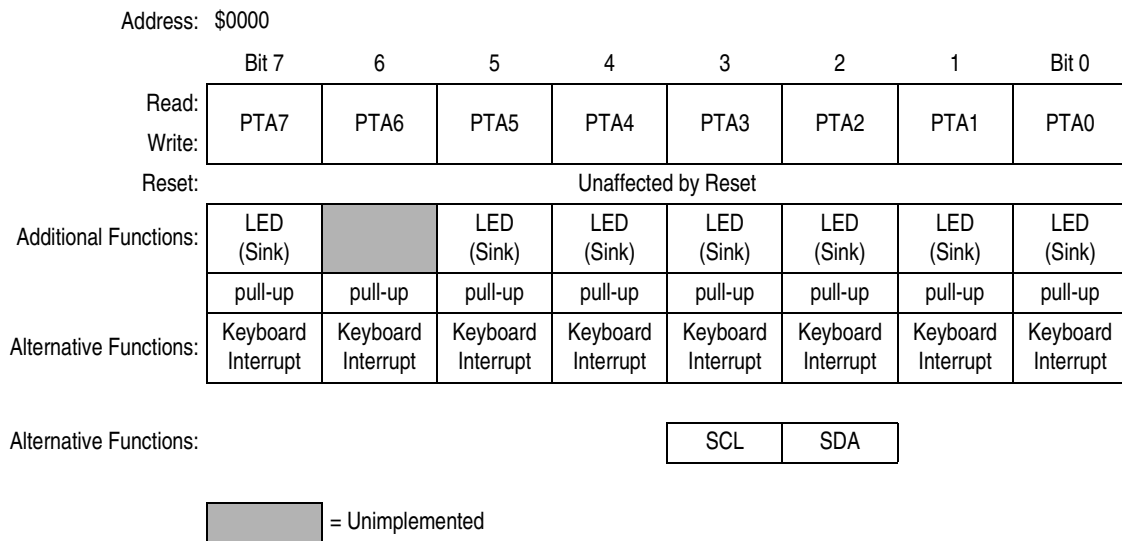 Address: $0000
Bit 7 6 5 4 3 2 1 Bit 0
Read:
Write:
PTA7 PTA6 PTA5 PTA4 PTA3 PTA2 PTA1 PTA0
Reset: Unaffected by Reset
Additional Functions:
LED LED LED LED LED LED LED
(Sink) (Sink) (Sink) (Sink) (Sink) (Sink) (Sink)
pull-up pull-up pull-up pull-up pull-up pull-up pull-up pull-up
Alternative Functions:
Keyboard Keyboard Keyboard Keyboard Keyboard Keyboard Keyboard Keyboard
Interrupt Interrupt Interrupt Interrupt Interrupt Interrupt Interrupt Interrupt
Alternative Functions: SCL SDA
= Unimplemented